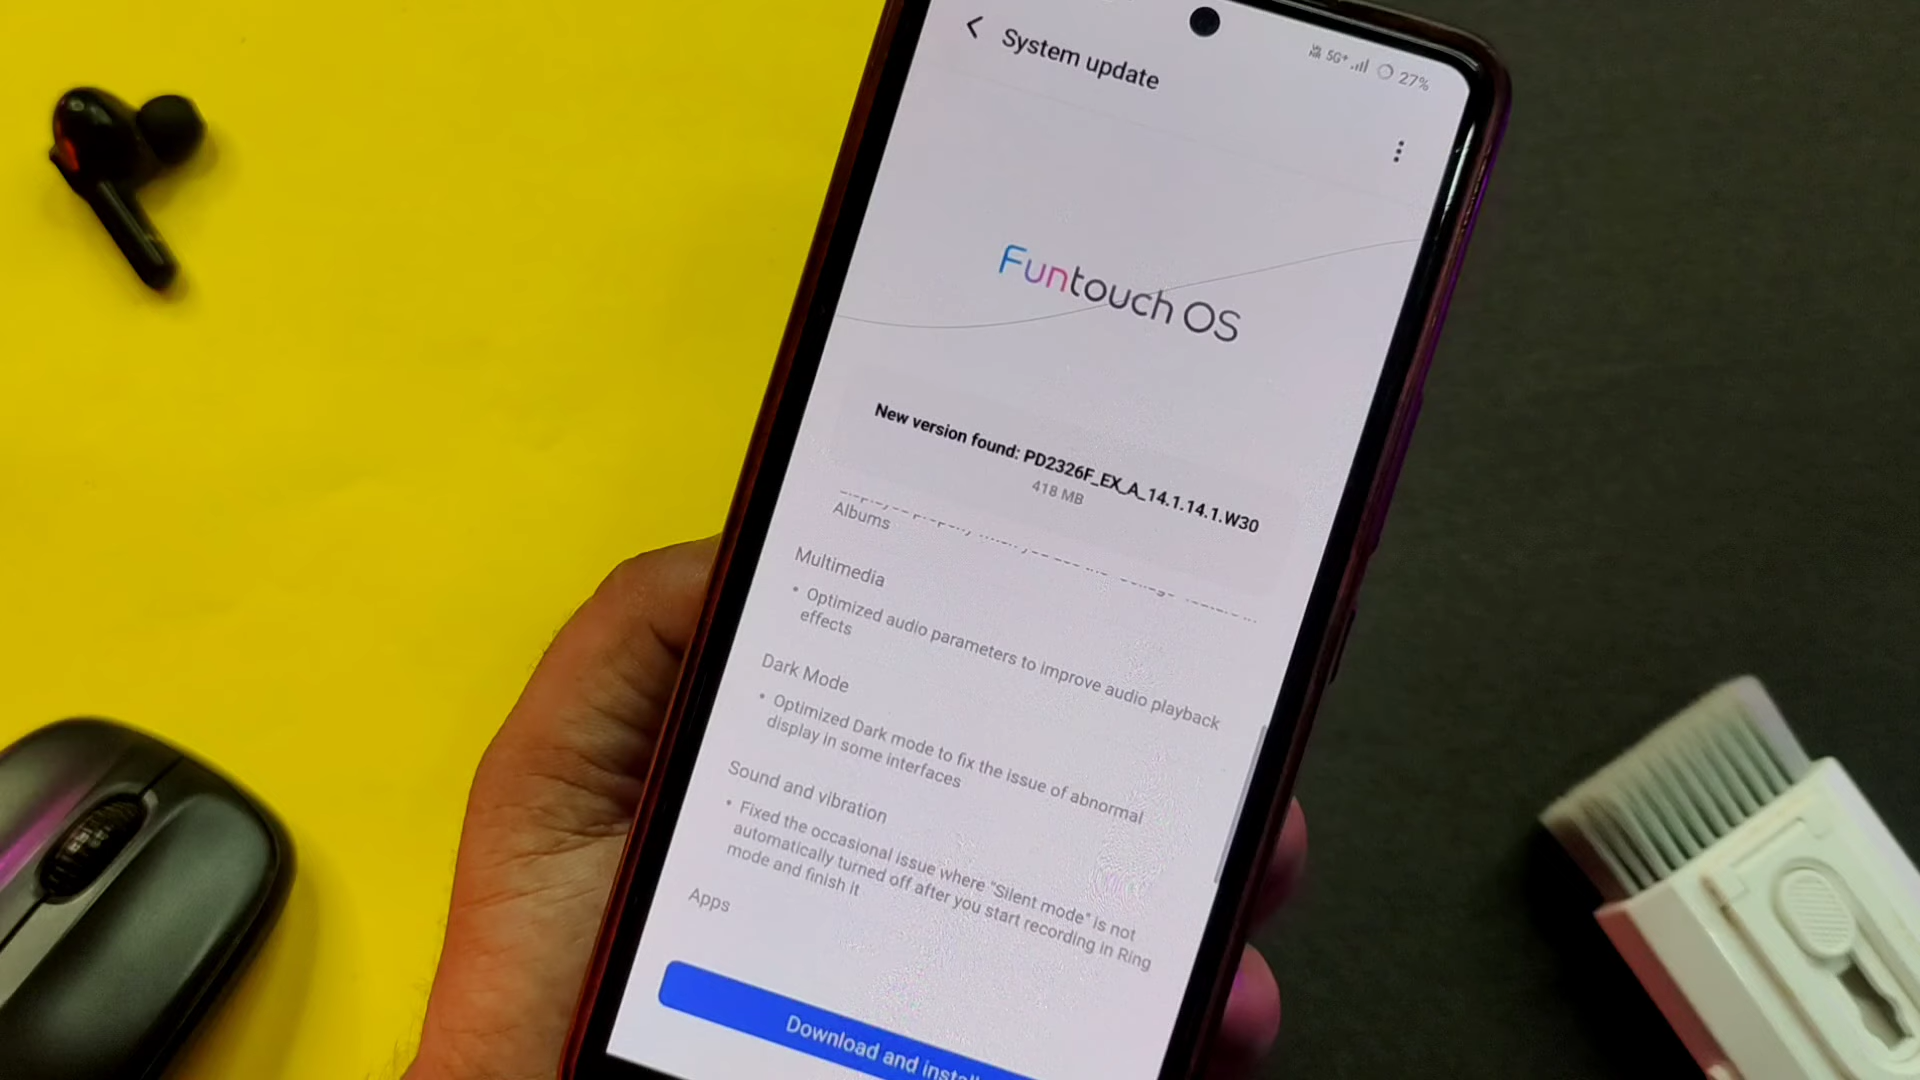 System update
5G+ 27%
Funtouch OS
New version found: PD2326F_EX_A_14.1.14.1.W30
418 MB
Albums
Multimedia
• Optimized audio parameters to improve audio playback
effects
Dark Mode
• Optimized Dark mode to fix the issue of abnormal
display in some interfaces
Sound and vibration
• Fixed the occasional issue where "Silent mode" is not
automatically turned off after you start recording in Ring
mode and finish it
Apps
Download and install